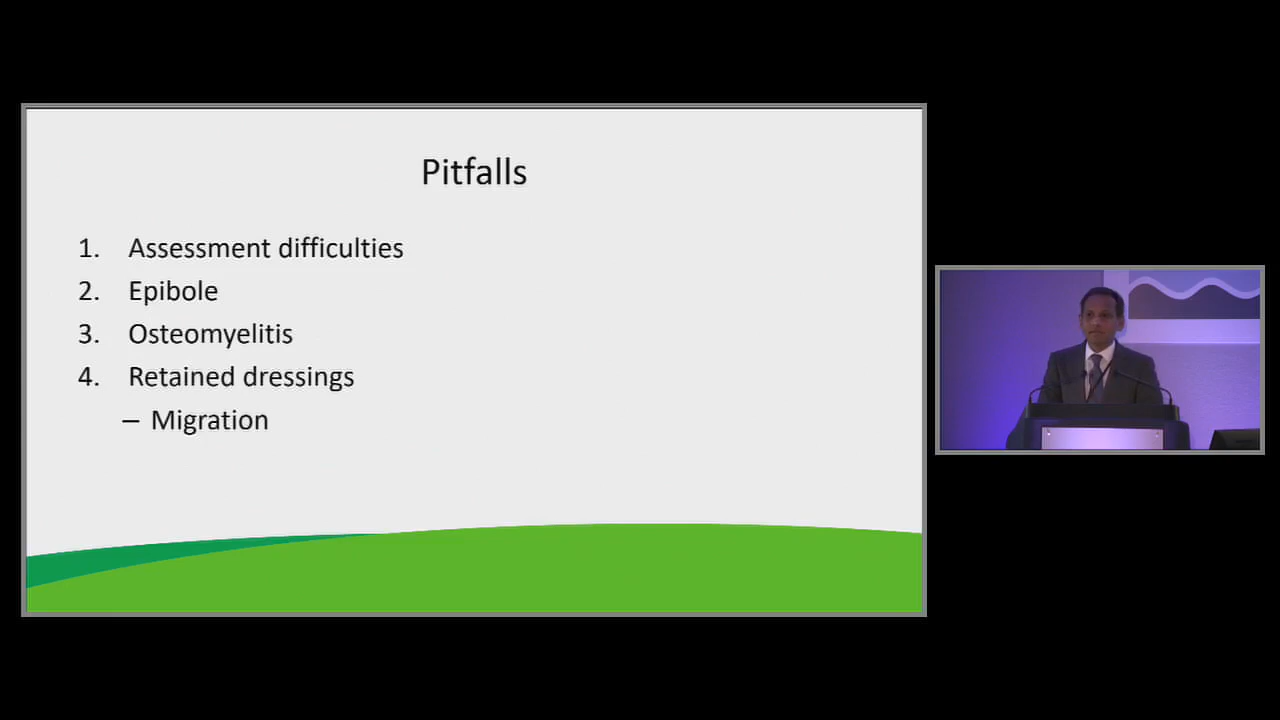 Pitfalls
1. Assessment difficulties
2. Epibole
3. Osteomyelitis
4. Retained dressings
– Migration